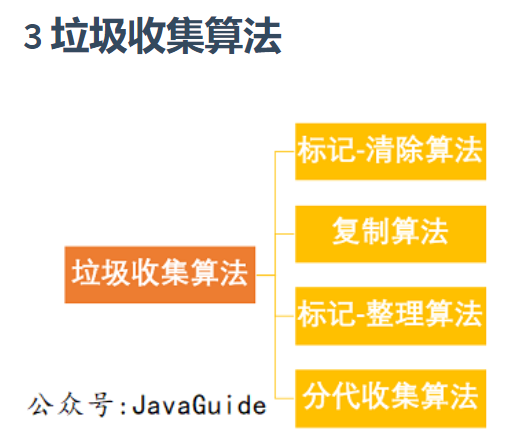 3 垃圾收集算法
标记-清除算法
复制算法
垃圾收集算法
标记-整理算法
分代收集算法
公众号:JavaGuide